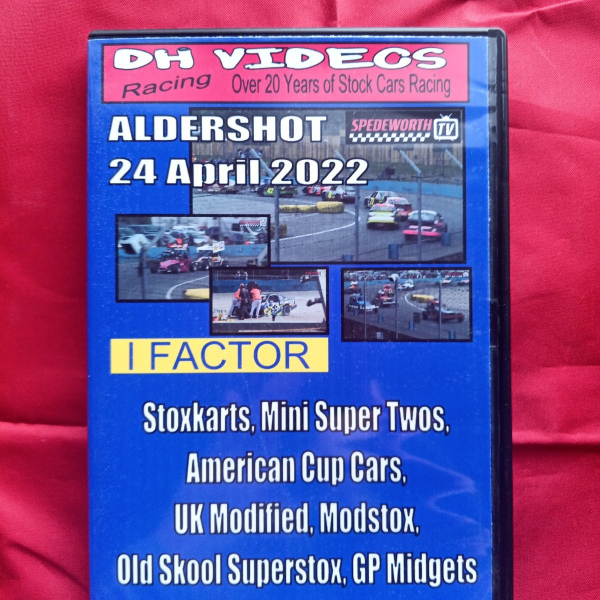 DH VIDEOS
Racing Over 20 Years of Stock Cars Racing
ALDERSHOT
SPEDEWORTH TV
24 April 2022
I FACTOR
Stoxkarts, Mini Super Twos,
American Cup Cars,
UK Modified, Modstox,
Old Skool Superstox, GP Midgets